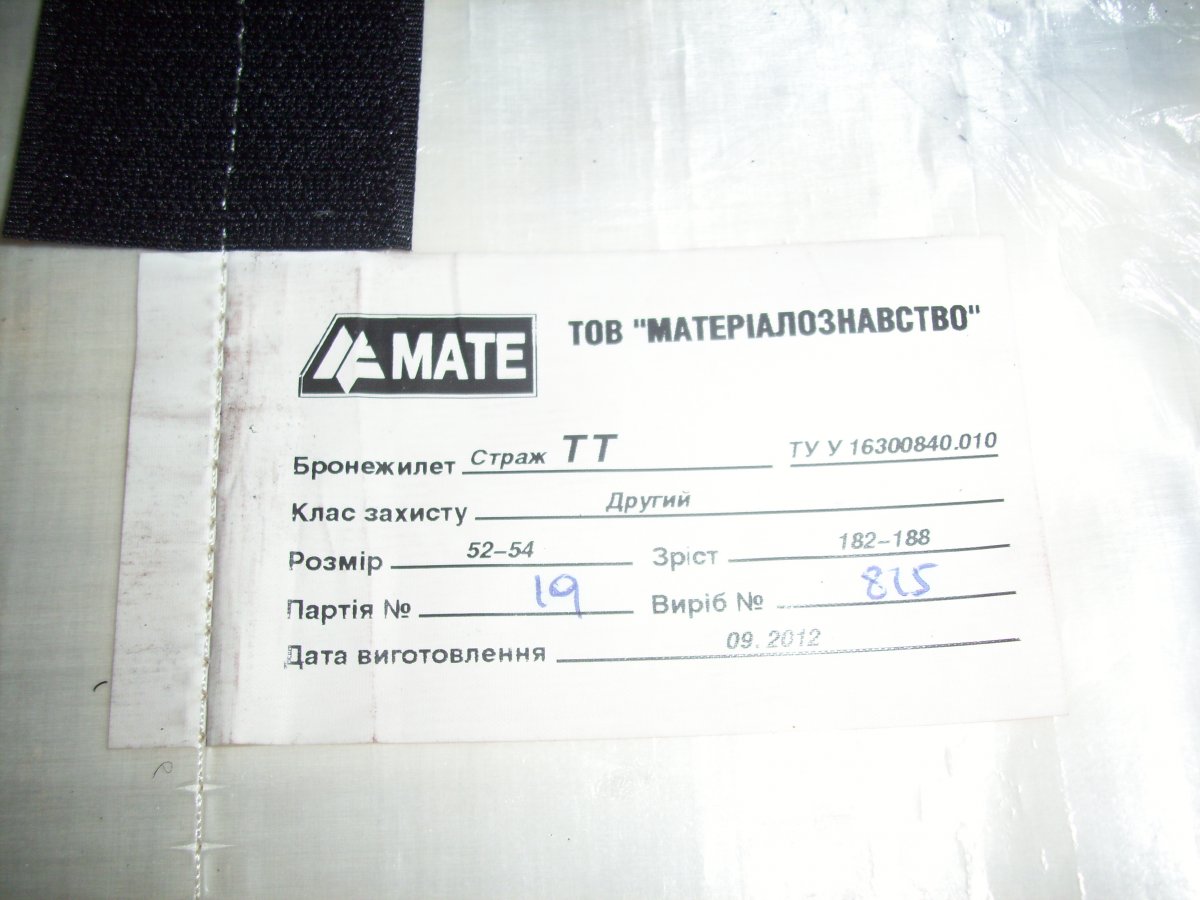 MATE
ТОВ "МАТЕРІАЛОЗНАВСТВО"
Бронежилет Страж ТТ ТУ У 16300840.010
Клас захисту Другий
Розмір 52-54 Зріст 182-188
Партія № 19 Виріб № 815
Дата виготовлення 09. 2012